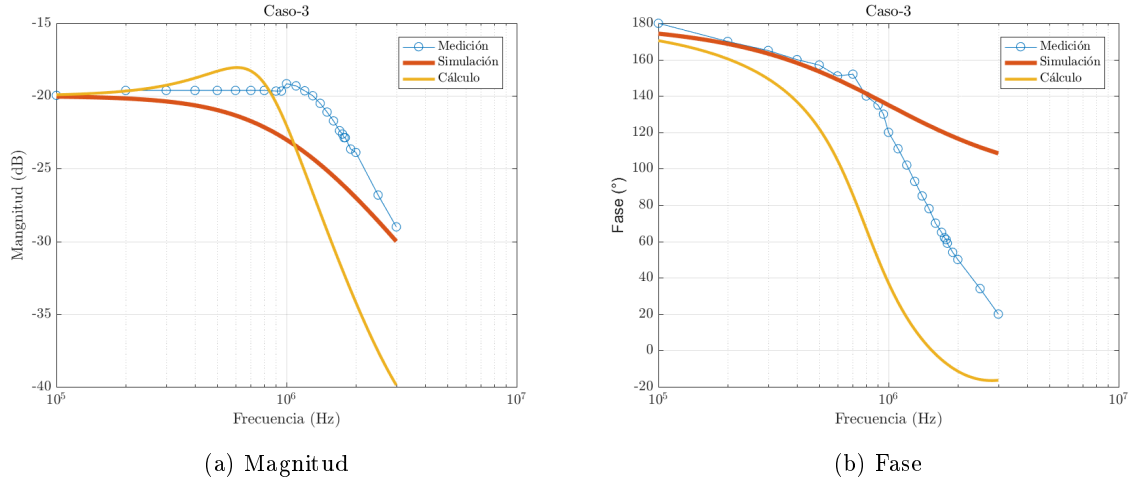 Caso-3
-15
-20
-25
-30
-35
-40
Mangnitud (dB)
10^5
10^6
10^7
Frecuencia (Hz)
Medición
Simulación
Cálculo
(a) Magnitud
Caso-3
180
160
140
120
100
80
60
40
20
0
-20
Fase (°)
10^5
10^6
10^7
Frecuencia (Hz)
Medición
Simulación
Cálculo
(b) Fase